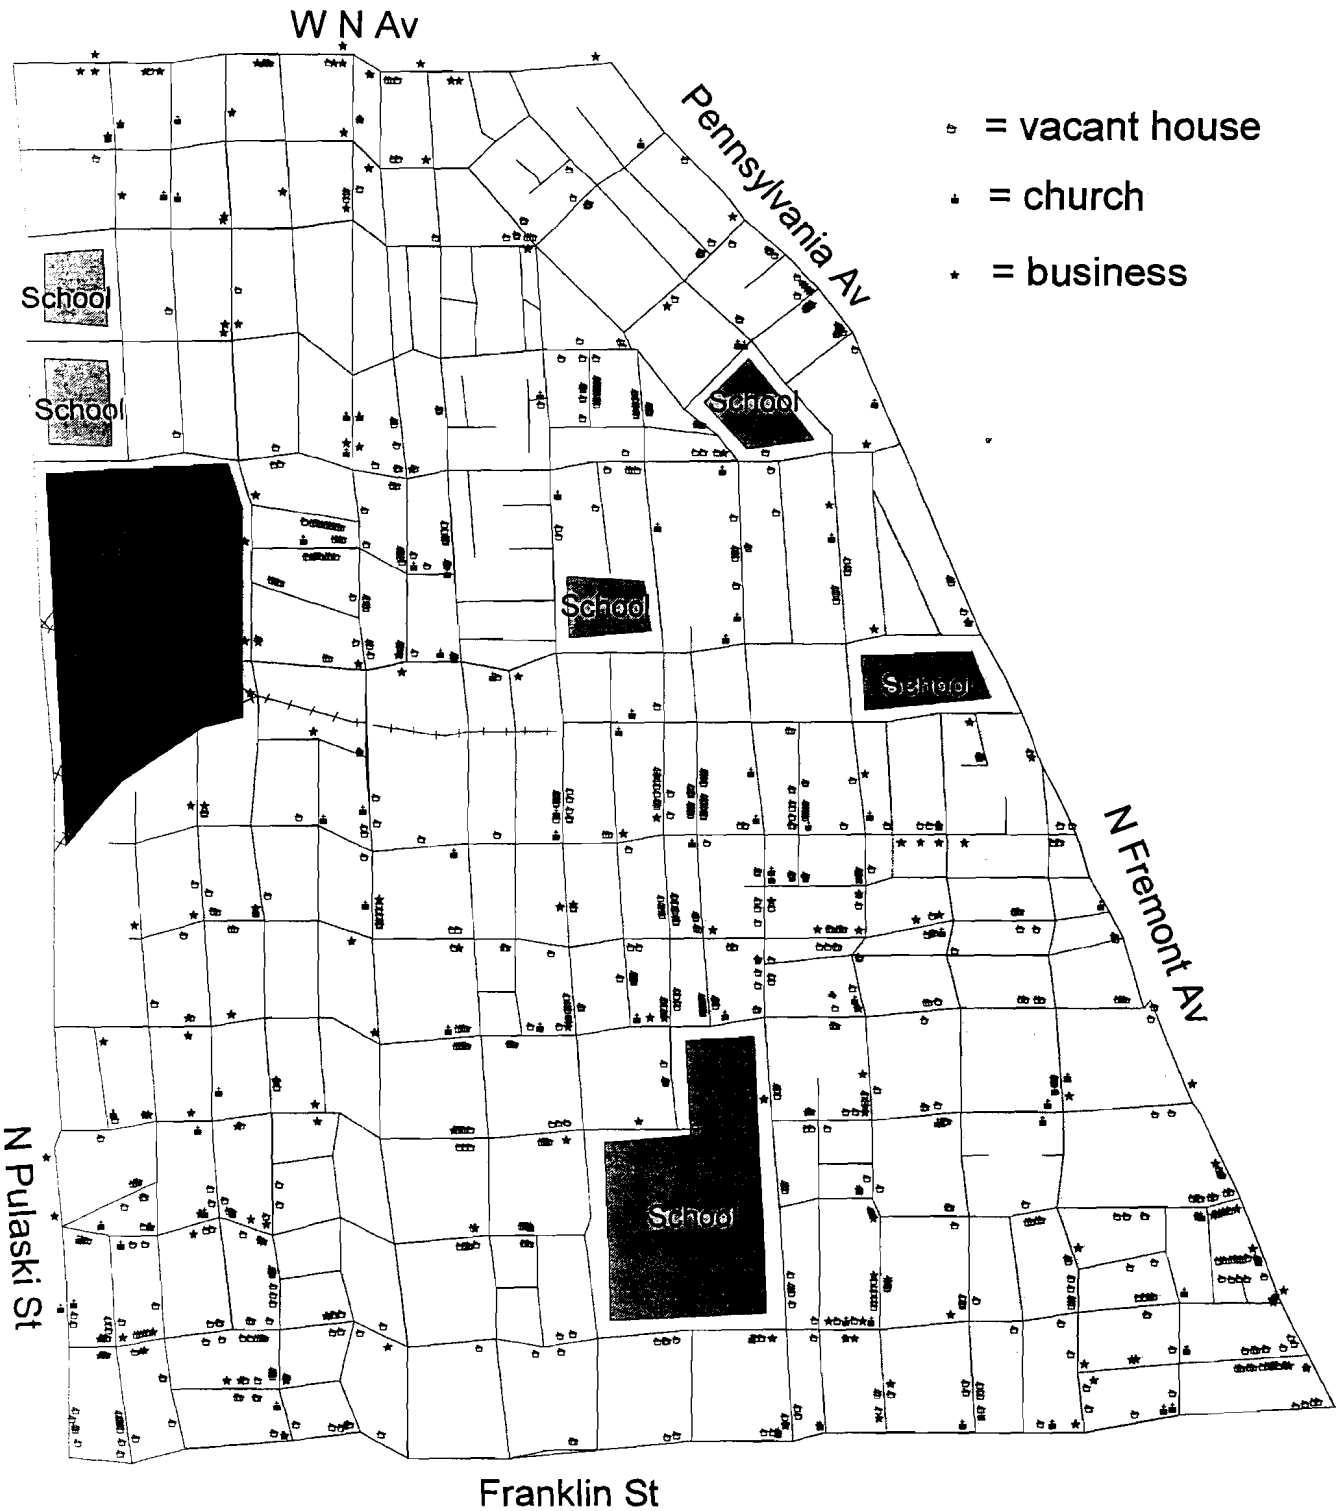 W N Av
Pennsylvania Av
= vacant house
= church
= business
School
School
School
School
School
N Fremont Av
N Pulaski St
School
Franklin St